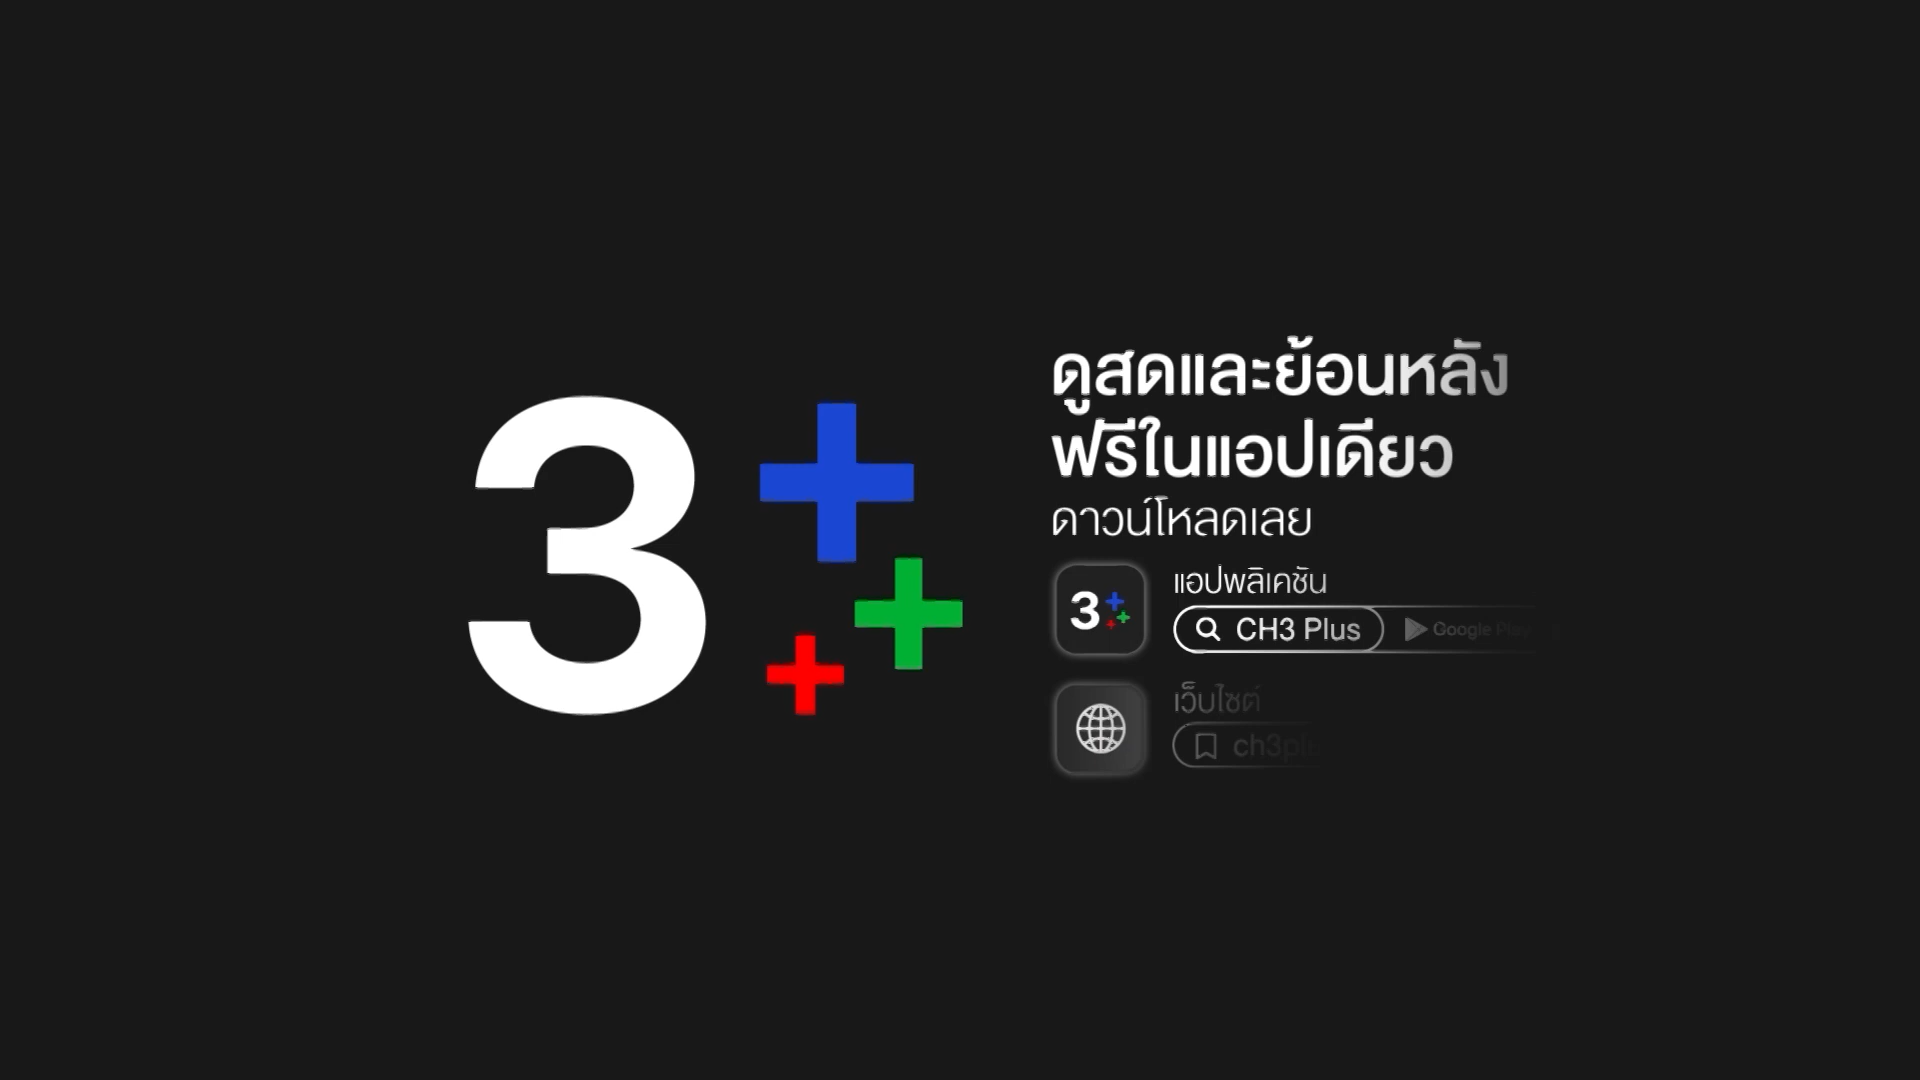 3
ดูสดและย้อนหลัง
ฟรีในแอปเดียว
ดาวน์โหลดเลย
3
แอปพลิเคชัน
CH3 Plus
Google Play
เว็บไซต์